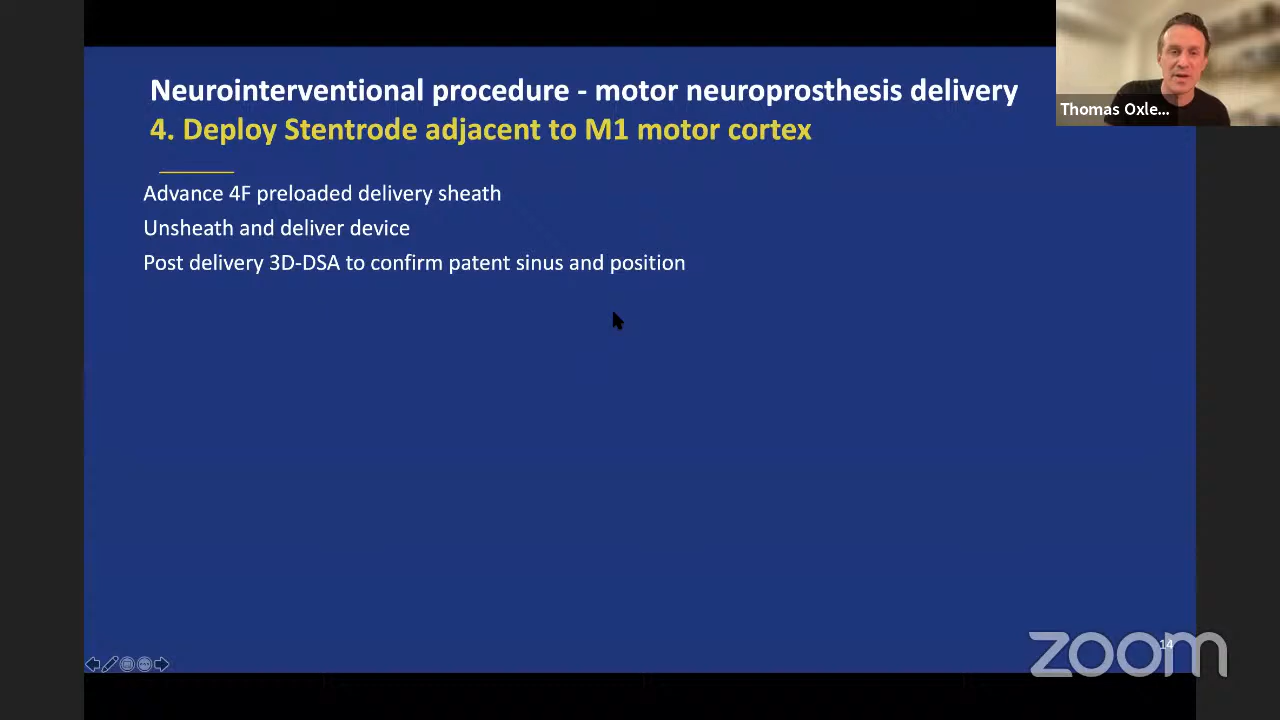 Neurointerventional procedure - motor neuroprosthesis delivery
4. Deploy Stentrode adjacent to M1 motor cortex
Thomas Oxle...
Advance 4F preloaded delivery sheath
Unsheath and deliver device
Post delivery 3D-DSA to confirm patent sinus and position
14
zoom